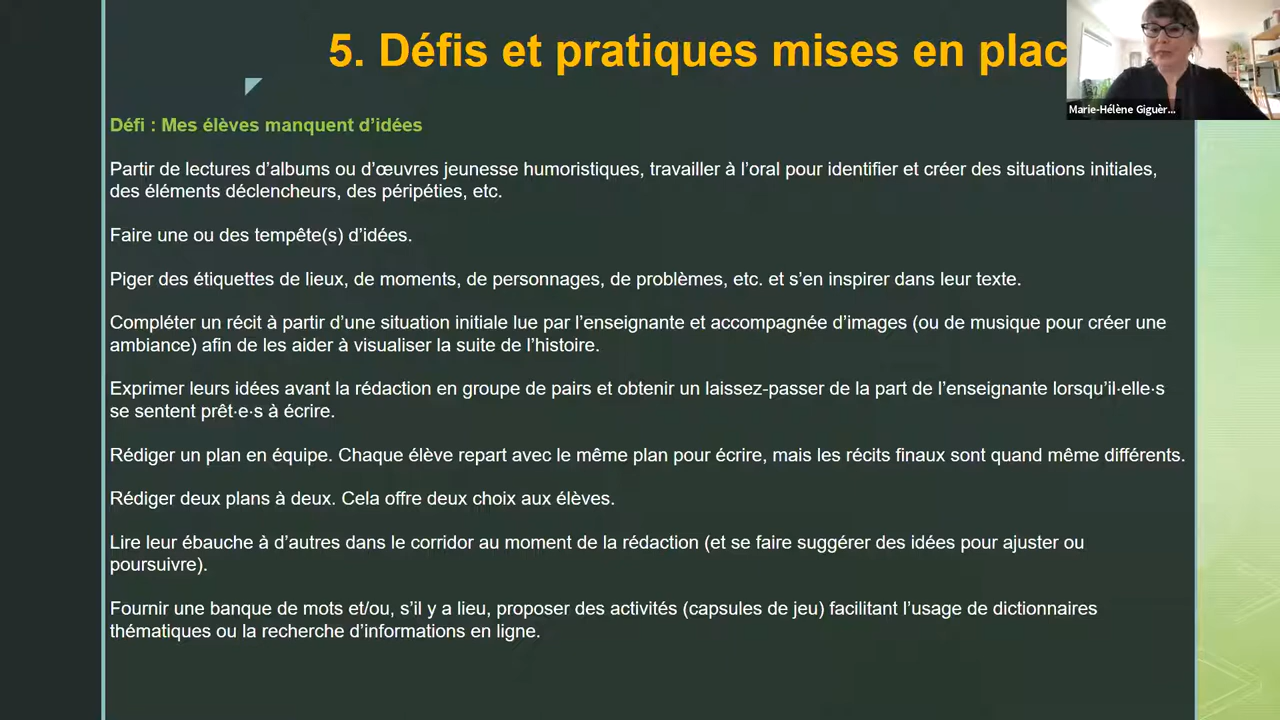 5. Défis et pratiques mises en plac
Marie-Hélène Giguèr...
Défi : Mes élèves manquent d’idées
Partir de lectures d’albums ou d’œuvres jeunesse humoristiques, travailler à l’oral pour identifier et créer des situations initiales,
des éléments déclencheurs, des péripéties, etc.
Faire une ou des tempête(s) d’idées.
Piger des étiquettes de lieux, de moments, de personnages, de problèmes, etc. et s’en inspirer dans leur texte.
Compléter un récit à partir d’une situation initiale lue par l’enseignante et accompagnée d’images (ou de musique pour créer une
ambiance) afin de les aider à visualiser la suite de l’histoire.
Exprimer leurs idées avant la rédaction en groupe de pairs et obtenir un laissez-passer de la part de l’enseignante lorsqu’il·elle·s
se sentent prêt·e·s à écrire.
Rédiger un plan en équipe. Chaque élève repart avec le même plan pour écrire, mais les récits finaux sont quand même différents.
Rédiger deux plans à deux. Cela offre deux choix aux élèves.
Lire leur ébauche à d’autres dans le corridor au moment de la rédaction (et se faire suggérer des idées pour ajuster ou
poursuivre).
Fournir une banque de mots et/ou, s’il y a lieu, proposer des activités (capsules de jeu) facilitant l’usage de dictionnaires
thématiques ou la recherche d’informations en ligne.